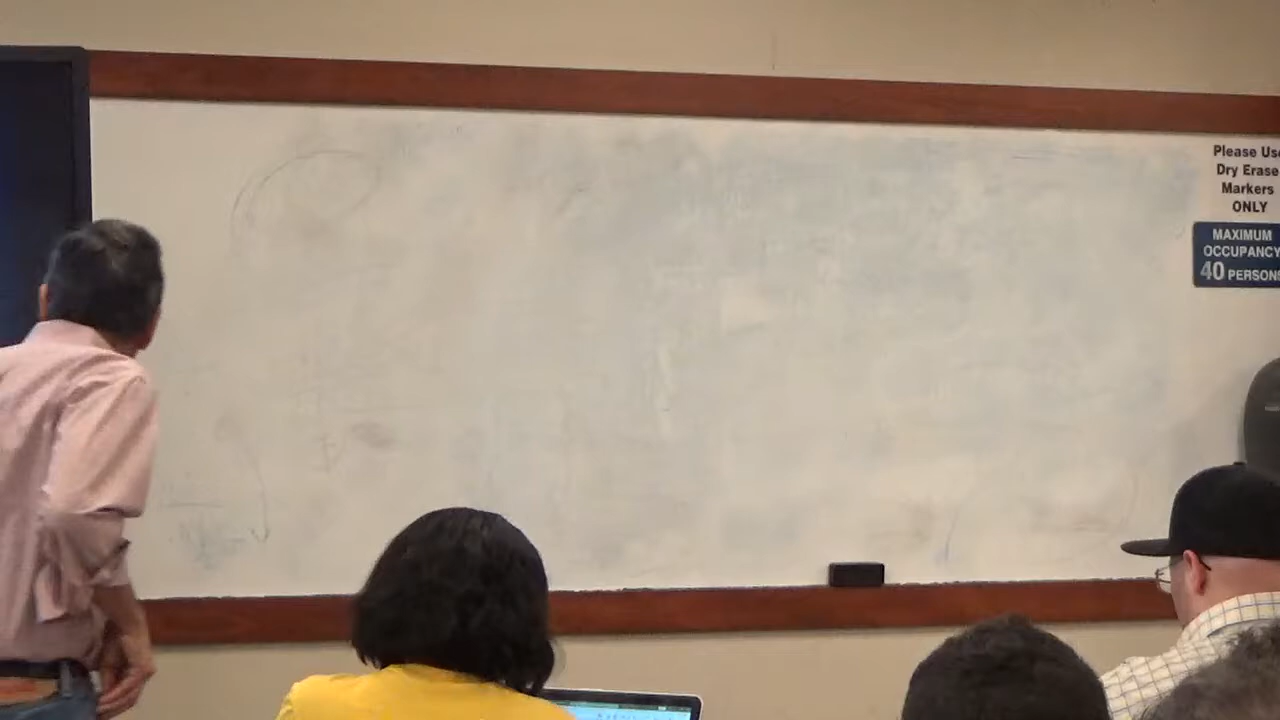 Please Use
Dry Erase
Markers
ONLY
MAXIMUM
OCCUPANCY
40 PERSONS